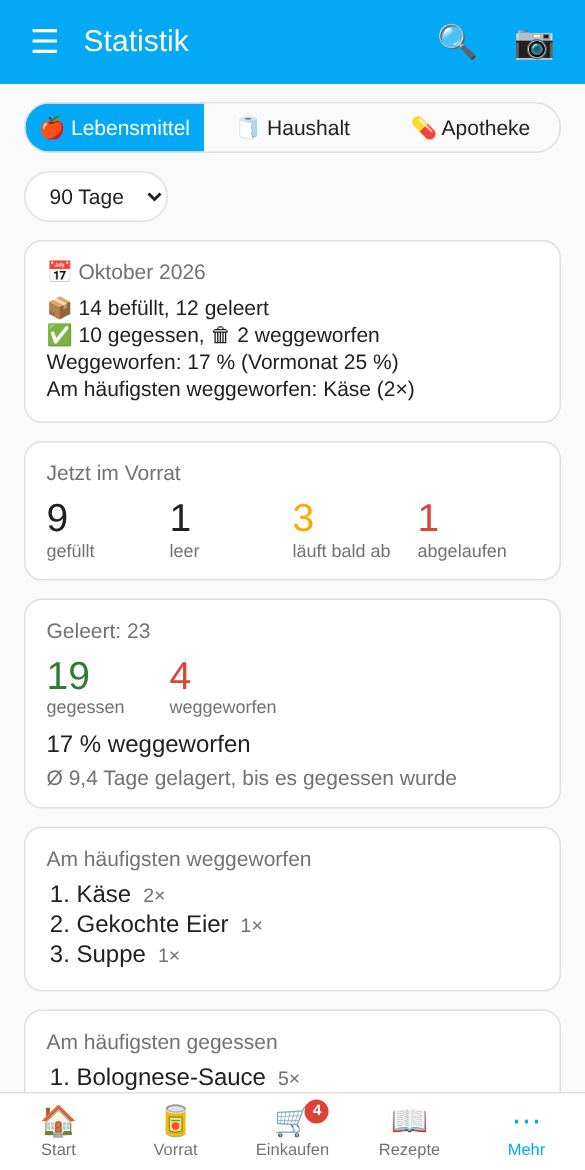 ☰ Statistik 🔍 📷
🍎 Lebensmittel 🧻 Haushalt 💊 Apotheke
90 Tage
📅 Oktober 2026
📦 14 befüllt, 12 geleert
✅ 10 gegessen, 🗑 2 weggeworfen
Weggeworfen: 17 % (Vormonat 25 %)
Am häufigsten weggeworfen: Käse (2×)
Jetzt im Vorrat
9 1 3 1
gefüllt leer läuft bald ab abgelaufen
Geleert: 23
19 4
gegessen weggeworfen
17 % weggeworfen
Ø 9,4 Tage gelagert, bis es gegessen wurde
Am häufigsten weggeworfen
1. Käse 2×
2. Gekochte Eier 1×
3. Suppe 1×
Am häufigsten gegessen
1. Bolognese-Sauce 5×
4
Start Vorrat Einkaufen Rezepte Mehr